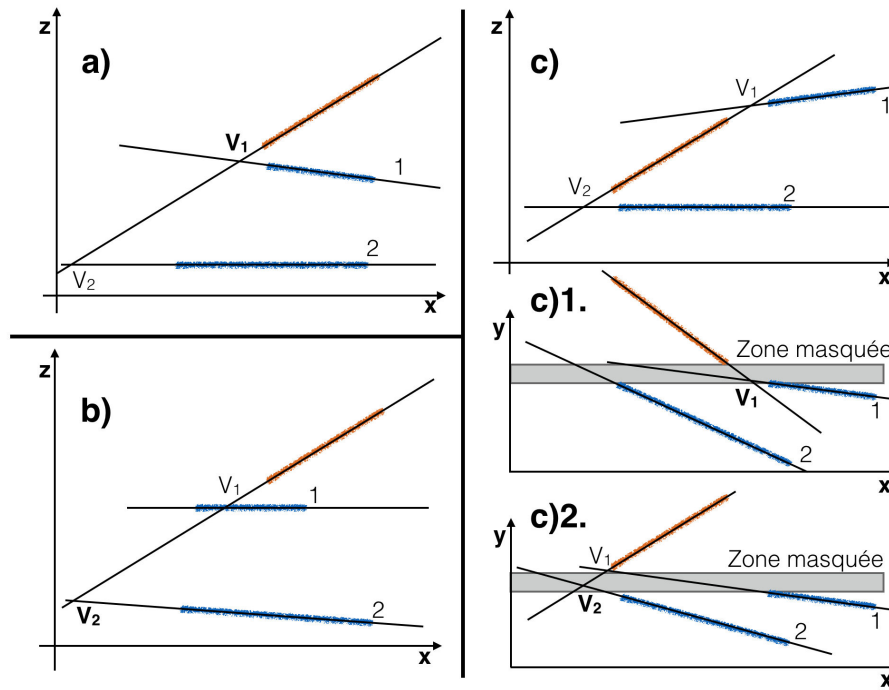 z
a)
V₁
1
2
V₂
x
z
b)
V₁
1
V₂
2
x
z
c)
V₁
1
V₂
2
x
c)1.
y
Zone masquée
V₁
1
2
x
c)2.
y
V₁
Zone masquée
V₂
1
2
x